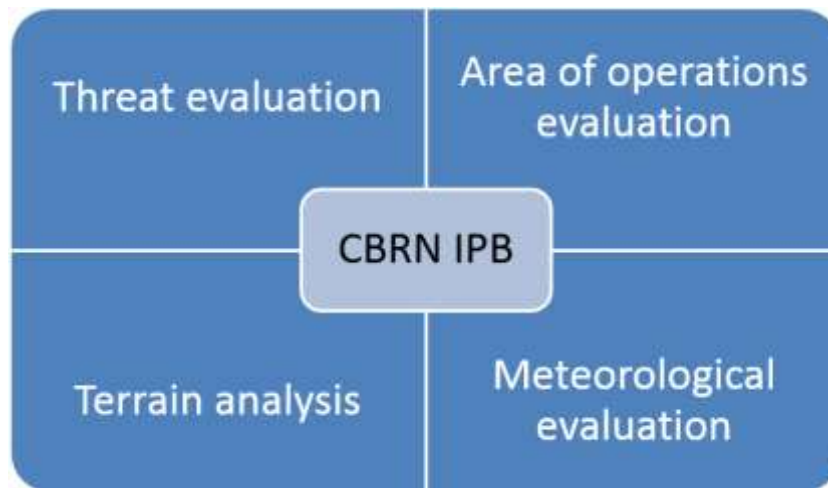 Threat evaluation
Area of operations
evaluation
CBRN IPB
Terrain analysis
Meteorological
evaluation